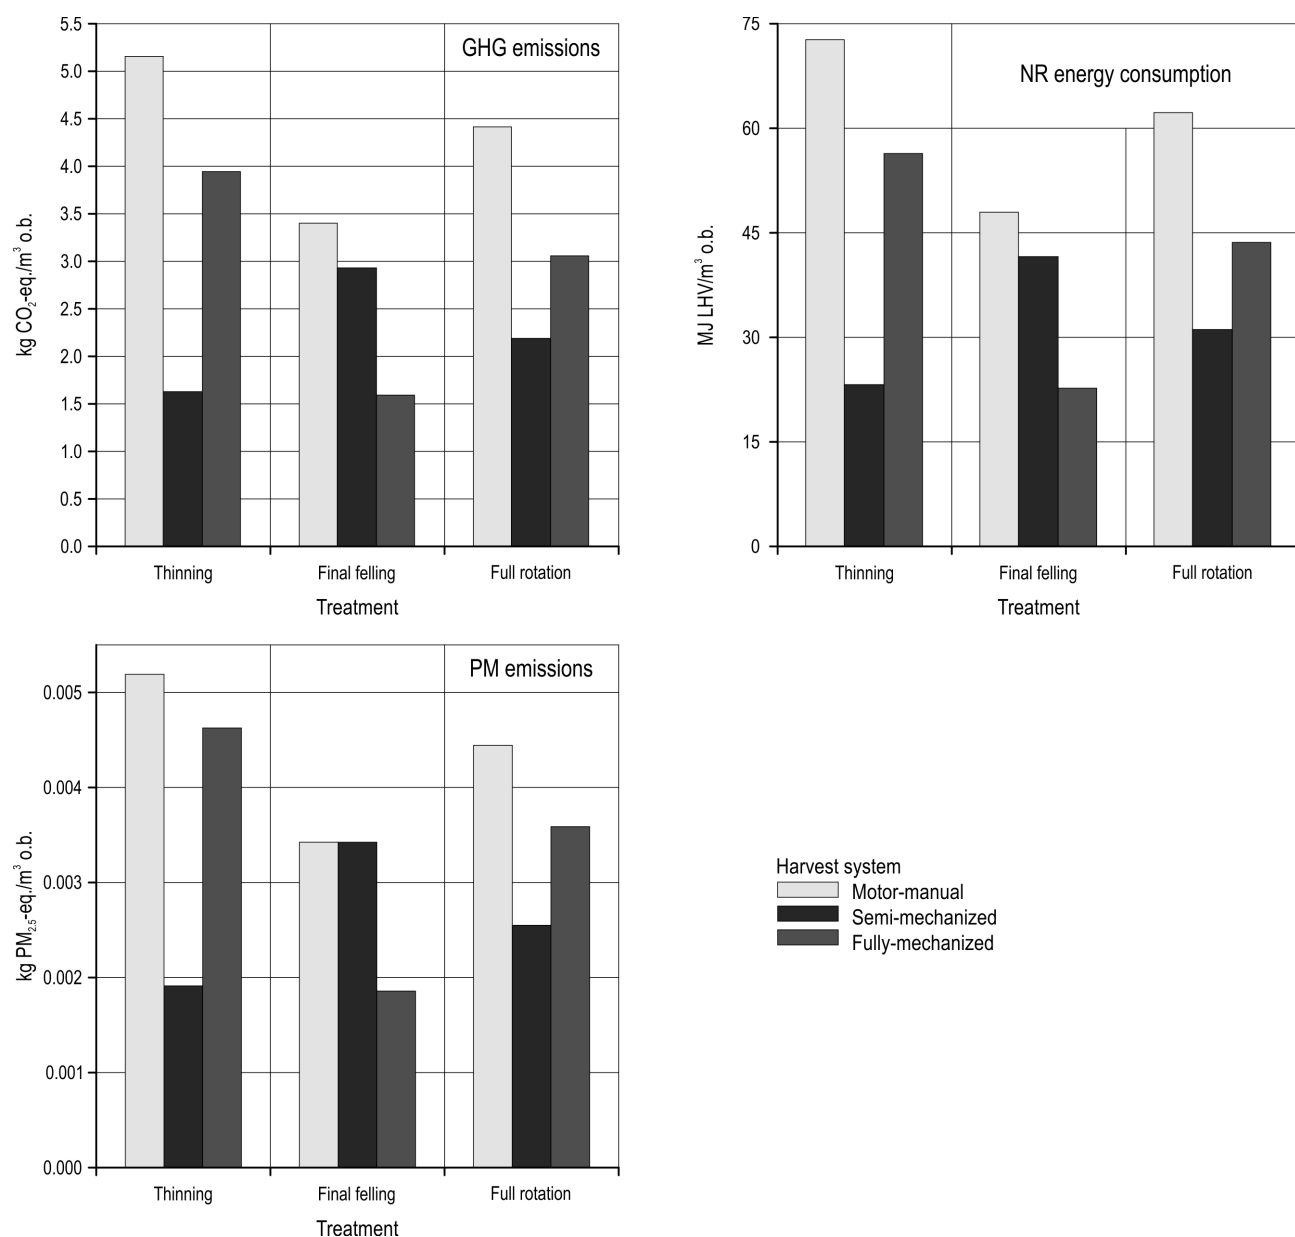 GHG emissions
5.5
5.0
4.5
4.0
3.5
3.0
2.5
2.0
1.5
1.0
0.5
0.0
kg CO₂-eq./m³ o.b.
Thinning Final felling Full rotation
Treatment
NR energy consumption
75
60
45
30
15
0
MJ LHV/m³ o.b.
Thinning Final felling Full rotation
Treatment
PM emissions
0.005
0.004
0.003
0.002
0.001
0.000
kg PM₂.₅-eq./m³ o.b.
Thinning Final felling Full rotation
Treatment
Harvest system
Motor-manual
Semi-mechanized
Fully-mechanized